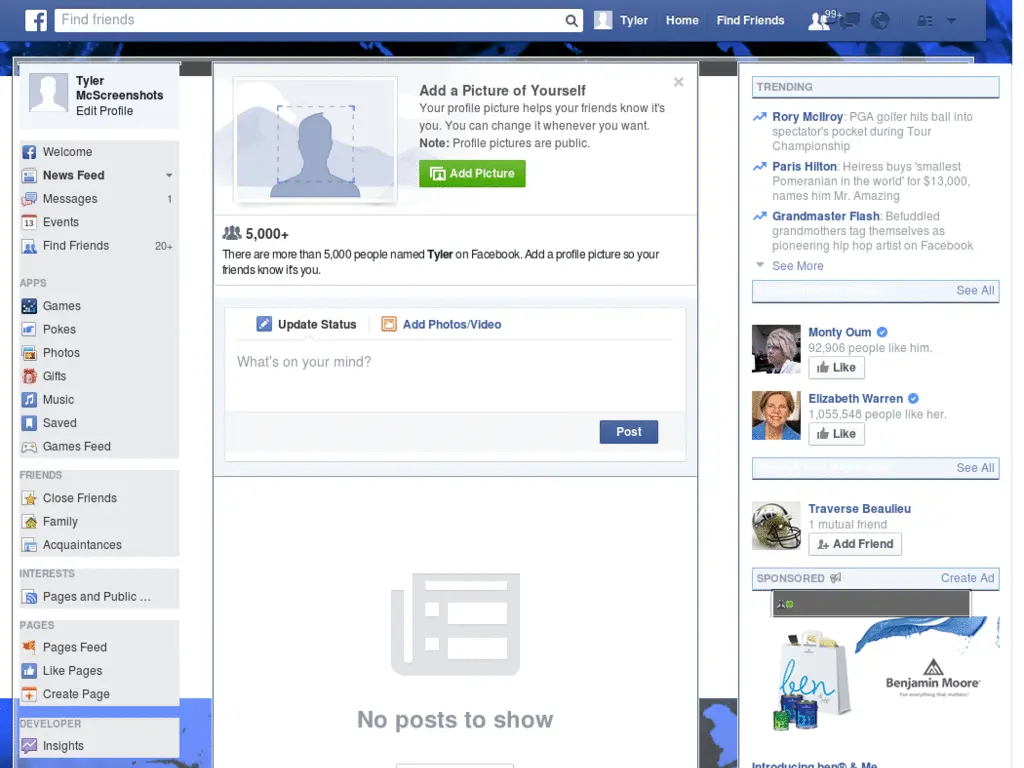 f
Find friends
Tyler
Home
Find Friends
99+
Tyler
McScreenshots
Edit Profile
Welcome
News Feed
Messages 1
13 Events
Find Friends 20+
APPS
Games
Pokes
Photos
Gifts
Music
Saved
Games Feed
FRIENDS
Close Friends
Family
Acquaintances
INTERESTS
Pages and Public ...
PAGES
Pages Feed
Like Pages
Create Page
DEVELOPER
Insights
Add a Picture of Yourself
Your profile picture helps your friends know it's
you. You can change it whenever you want.
Note: Profile pictures are public.
Add Picture
5,000+
There are more than 5,000 people named Tyler on Facebook. Add a profile picture so your
friends know it's you.
Update Status
Add Photos/Video
What's on your mind?
Post
No posts to show
TRENDING
Rory McIlroy: PGA golfer hits ball into
spectator's pocket during Tour
Championship
Paris Hilton: Heiress buys 'smallest
Pomeranian in the world' for $13,000,
names him Mr. Amazing
Grandmaster Flash: Befuddled
grandmothers tag themselves as
pioneering hip hop artist on Facebook
See More
See All
Monty Oum
92,906 people like him.
Like
Elizabeth Warren
1,055,548 people like her.
Like
See All
Traverse Beaulieu
1 mutual friend
Add Friend
SPONSORED
Create Ad
ben
Benjamin Moore
For everything that matters.
Introducing ben® & Me